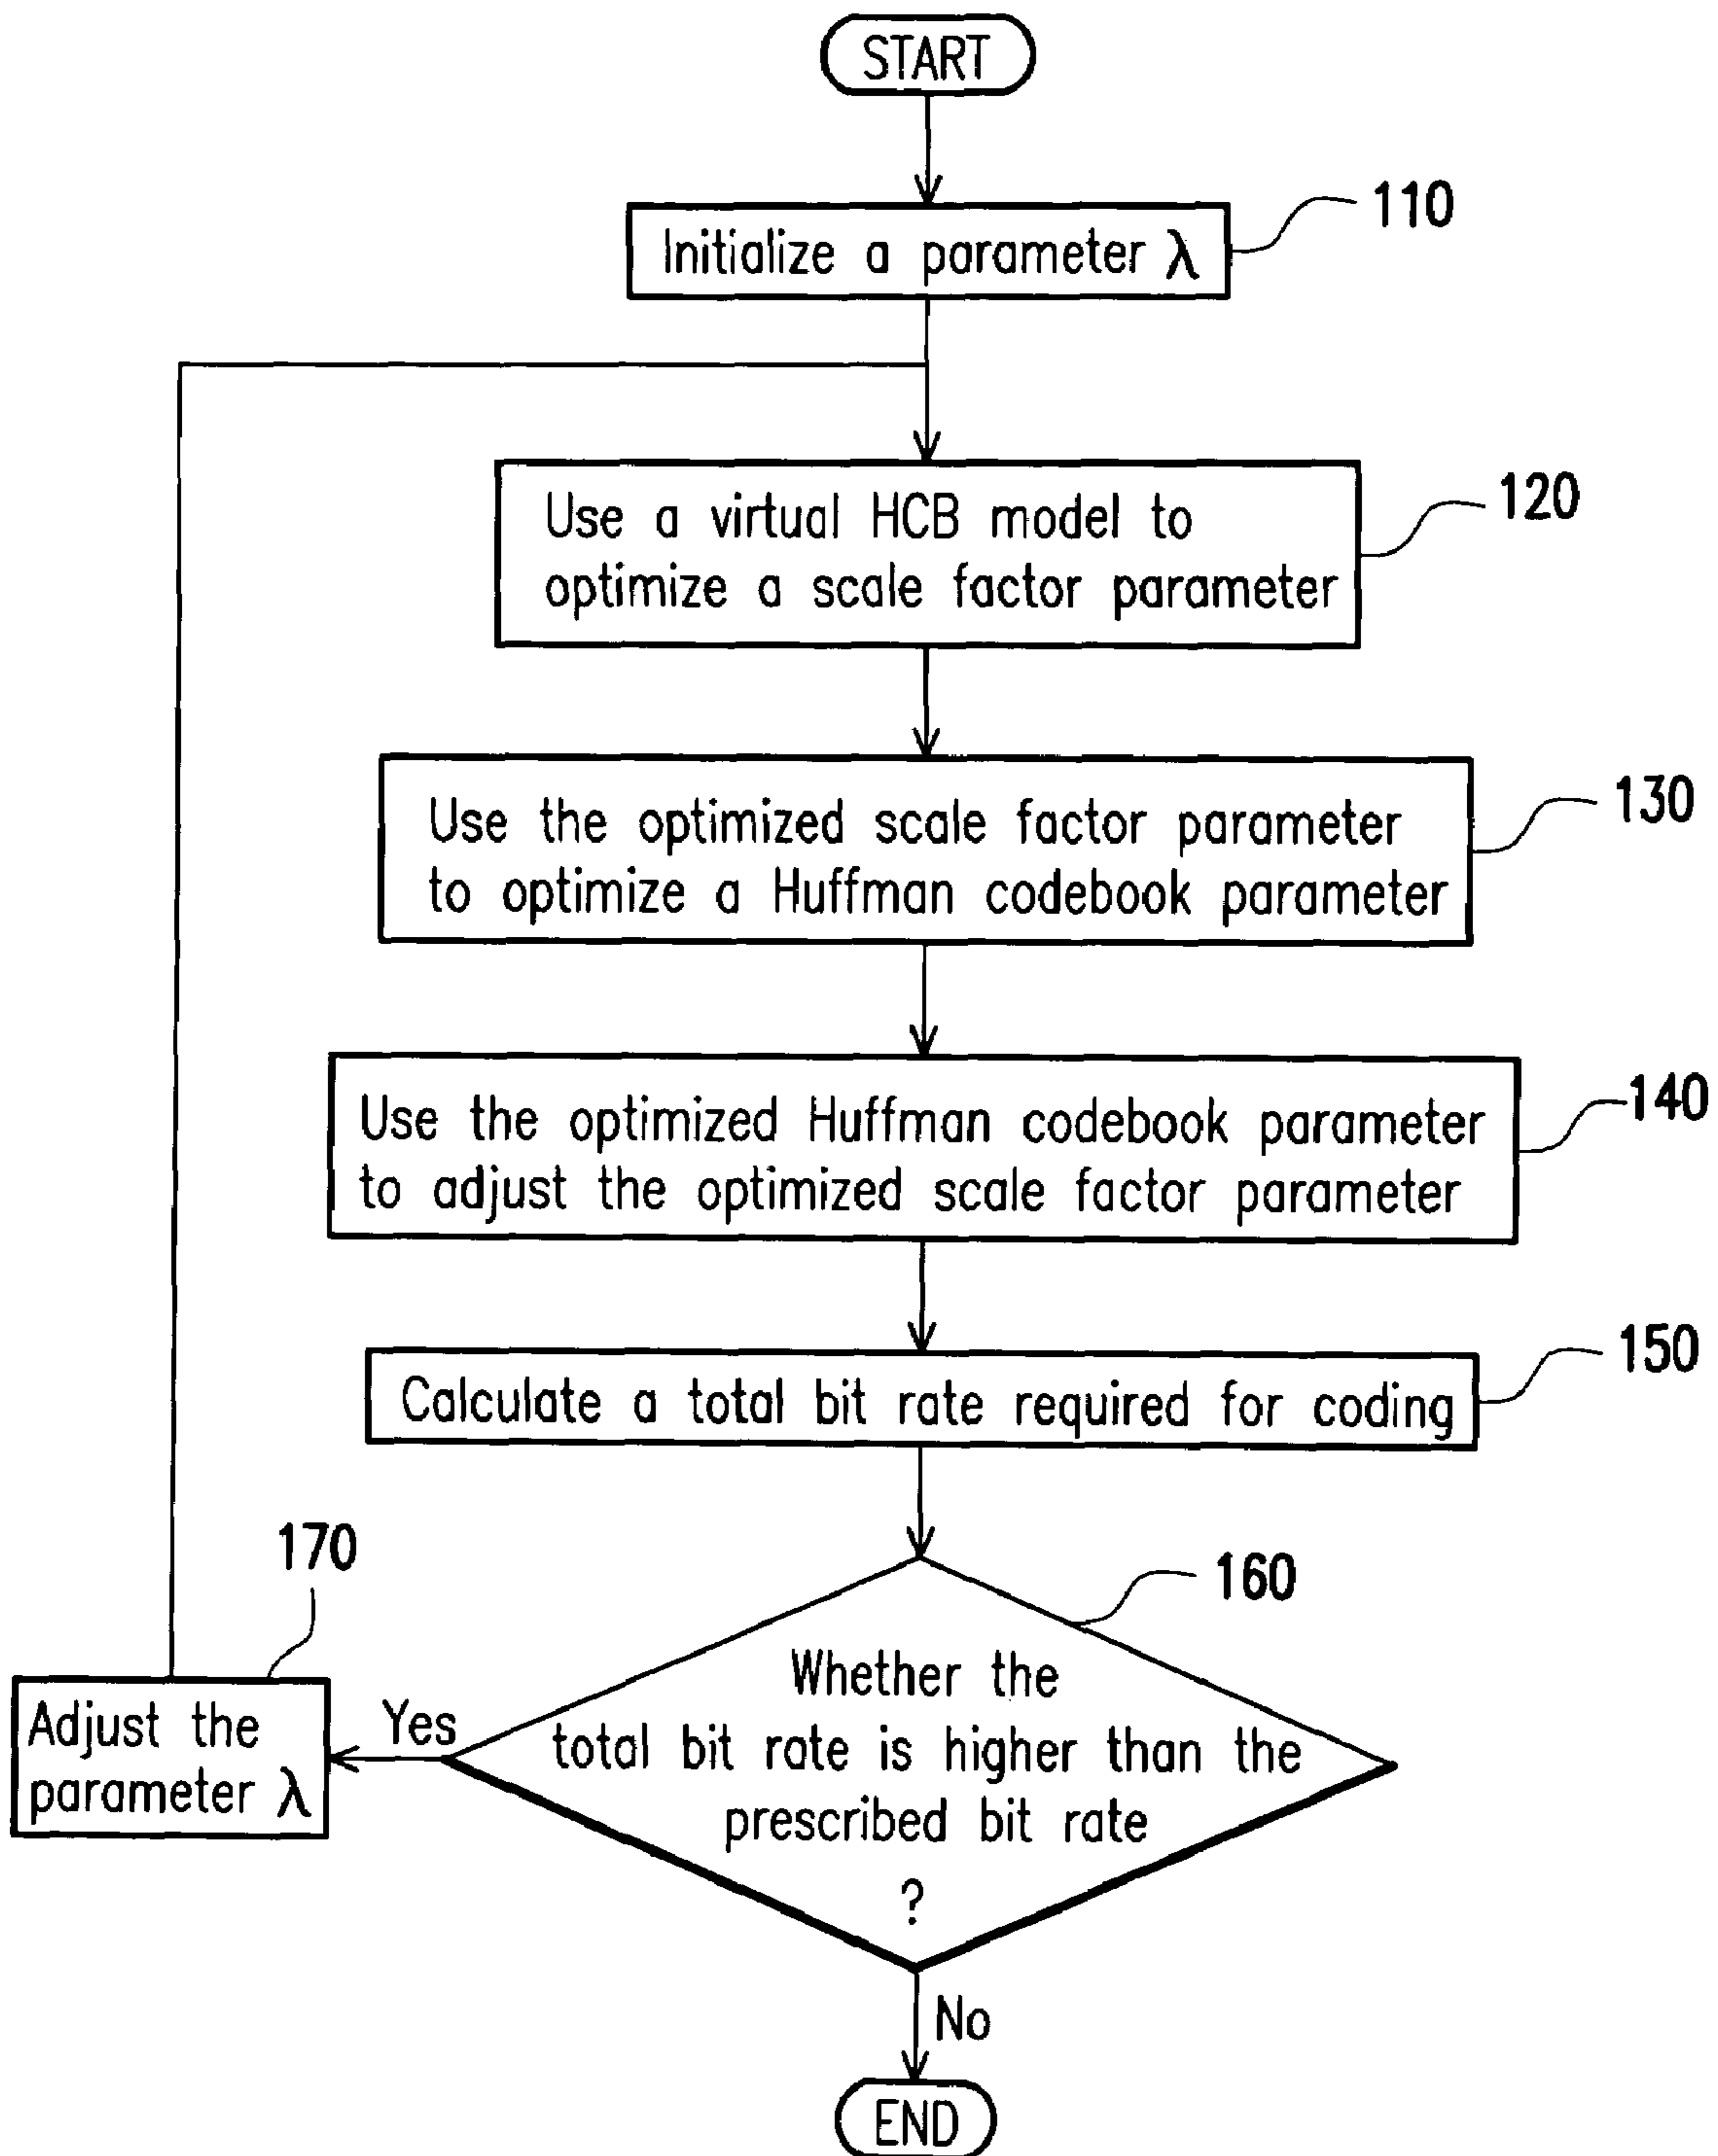 START
110
Initialize a parameter λ
120
Use a virtual HCB model to
optimize a scale factor parameter
130
Use the optimized scale factor parameter
to optimize a Huffman codebook parameter
140
Use the optimized Huffman codebook parameter
to adjust the optimized scale factor parameter
150
Calculate a total bit rate required for coding
160
Whether the
total bit rate is higher than the
prescribed bit rate
?
Yes
170
Adjust the
parameter λ
No
END